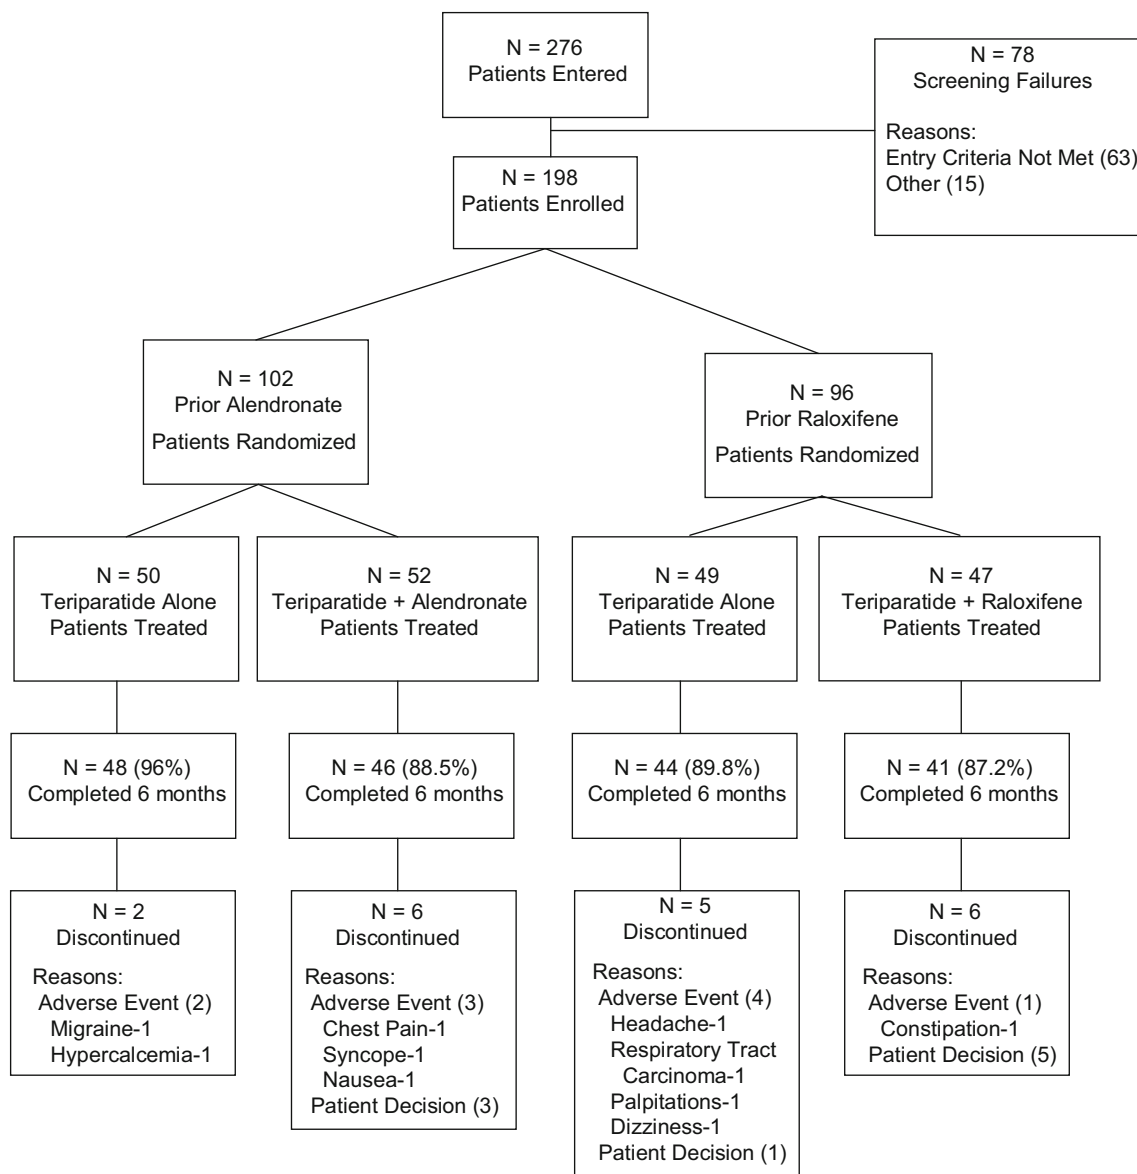 N = 276
Patients Entered
N = 78
Screening Failures
Reasons:
Entry Criteria Not Met (63)
Other (15)
N = 198
Patients Enrolled
N = 102
Prior Alendronate
Patients Randomized
N = 96
Prior Raloxifene
Patients Randomized
N = 50
Teriparatide Alone
Patients Treated
N = 52
Teriparatide + Alendronate
Patients Treated
N = 49
Teriparatide Alone
Patients Treated
N = 47
Teriparatide + Raloxifene
Patients Treated
N = 48 (96%)
Completed 6 months
N = 46 (88.5%)
Completed 6 months
N = 44 (89.8%)
Completed 6 months
N = 41 (87.2%)
Completed 6 months
N = 2
Discontinued
Reasons:
Adverse Event (2)
Migraine-1
Hypercalcemia-1
N = 6
Discontinued
Reasons:
Adverse Event (3)
Chest Pain-1
Syncope-1
Nausea-1
Patient Decision (3)
N = 5
Discontinued
Reasons:
Adverse Event (4)
Headache-1
Respiratory Tract
Carcinoma-1
Palpitations-1
Dizziness-1
Patient Decision (1)
N = 6
Discontinued
Reasons:
Adverse Event (1)
Constipation-1
Patient Decision (5)